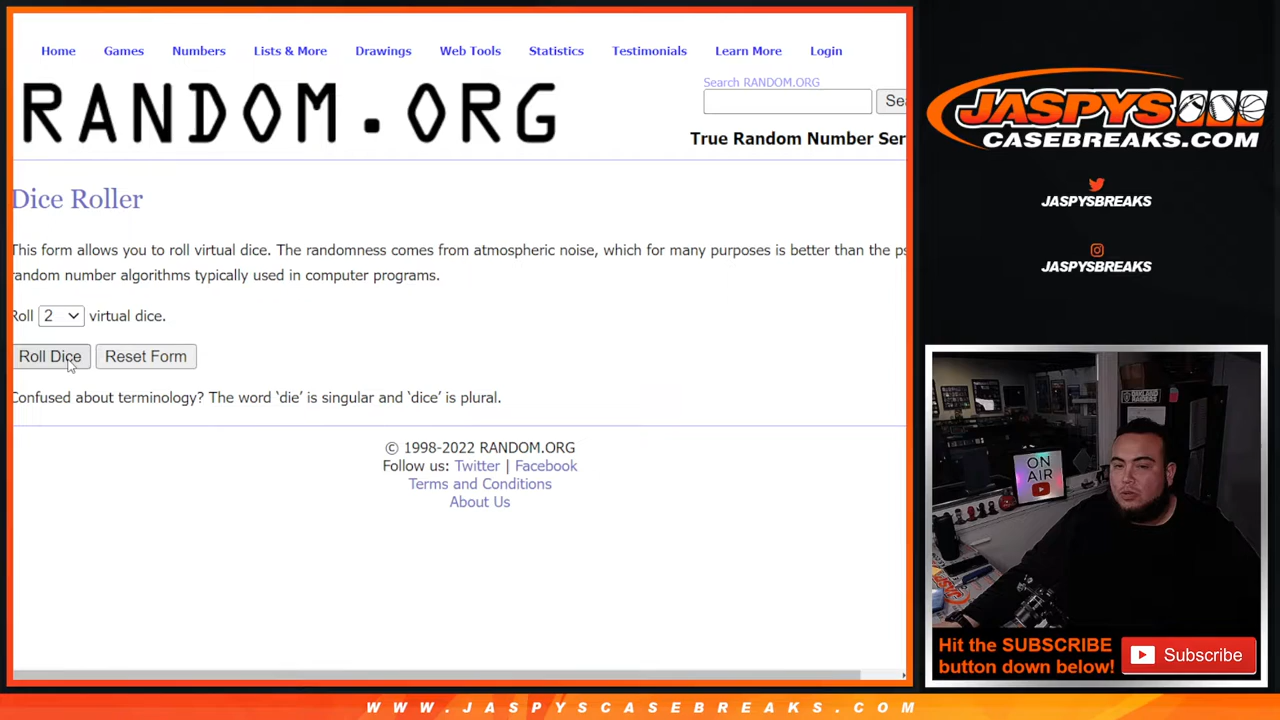 Home Games Numbers Lists & More Drawings Web Tools Statistics Testimonials Learn More Login
RANDOM.ORG
Search RANDOM.ORG
Sea
True Random Number Ser
Dice Roller
This form allows you to roll virtual dice. The randomness comes from atmospheric noise, which for many purposes is better than the ps
random number algorithms typically used in computer programs.
Roll 2 virtual dice.
Roll Dice Reset Form
Confused about terminology? The word ‘die’ is singular and ‘dice’ is plural.
© 1998-2022 RANDOM.ORG
Follow us: Twitter | Facebook
Terms and Conditions
About Us
JASPYS
CASEBREAKS.COM
JASPYSBREAKS
JASPYSBREAKS
OAKLAND
RAIDERS
ON
AIR
Hit the SUBSCRIBE
button down below!
Subscribe
WWW.JASPYSCASEBREAKS.COM